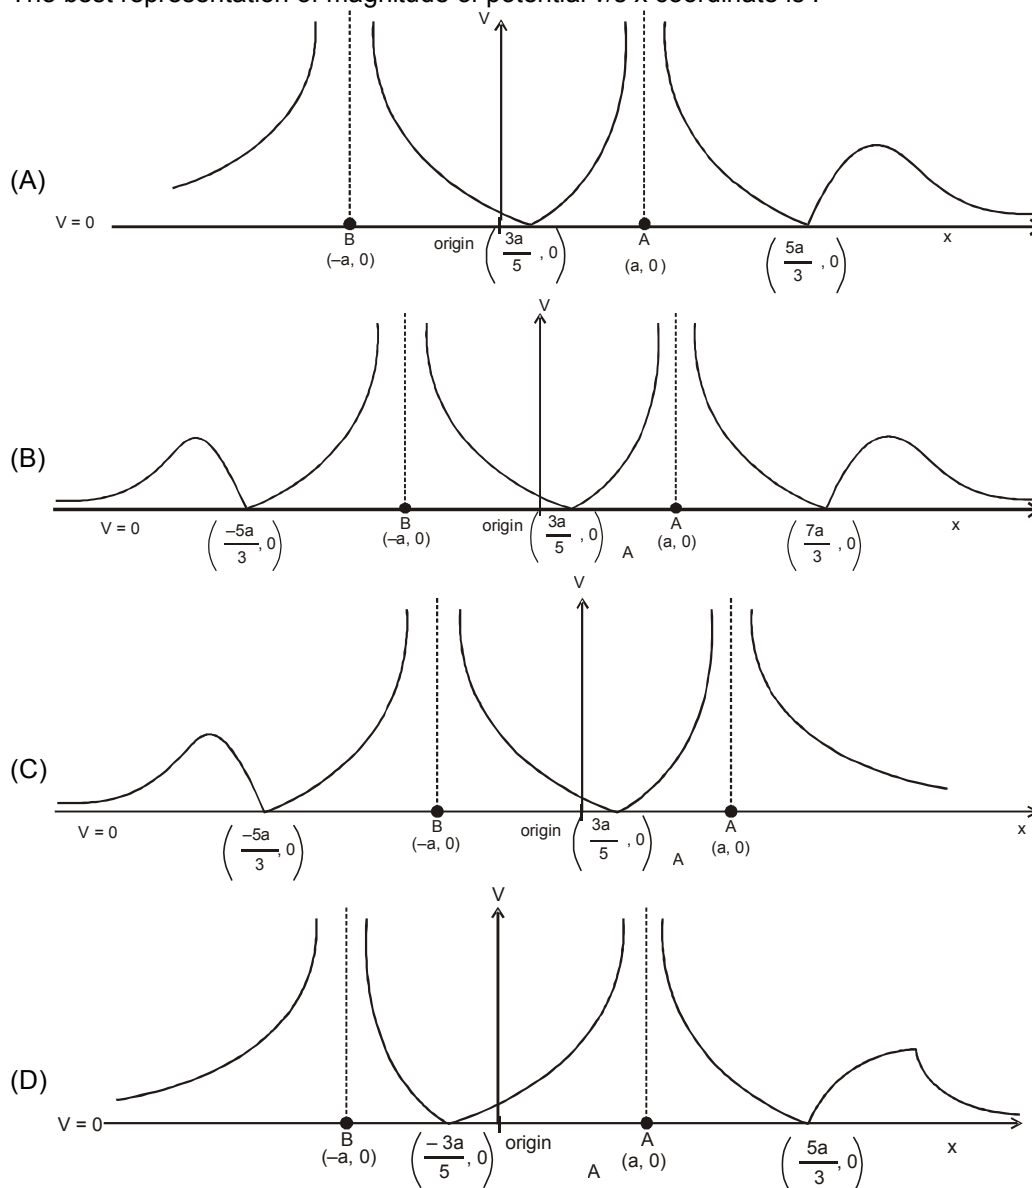 The best representation of magnitude of potential v/s x coordinate is :
V
(A)
V = 0
B
(–a, 0)
origin
(3a/5 , 0)
A
(a, 0)
(5a/3 , 0)
x
V
(B)
V = 0
(–5a/3, 0)
B
(–a, 0)
origin
(3a/5 , 0)
A
A
(a, 0)
(7a/3 , 0)
x
V
(C)
V = 0
(–5a/3 , 0)
B
(–a, 0)
origin
(3a/5 , 0)
A
A
(a, 0)
x
V
(D)
V = 0
B
(–a, 0)
(– 3a/5 , 0)
origin
A
A
(a, 0)
(5a/3 , 0)
x